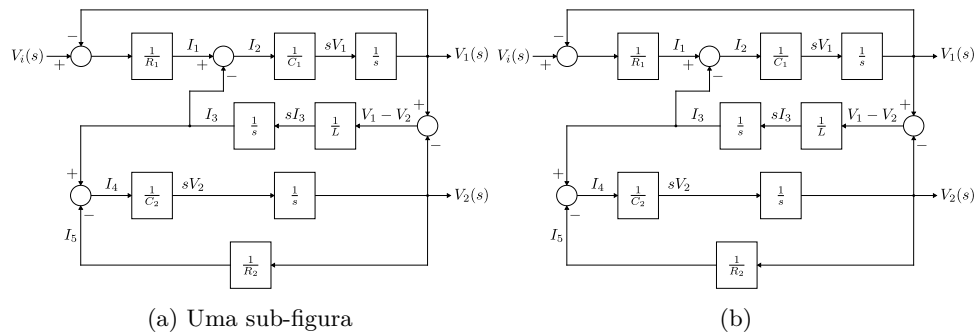 −
V_i(s) + 1/R_1 I_1 + − I_2 1/C_1 sV_1 1/s V_1(s)
I_3 1/s sI_3 1/L V_1 − V_2 + −
+ − I_4 1/C_2 sV_2 1/s V_2(s)
I_5 1/R_2
(a) Uma sub-figura
−
V_i(s) + 1/R_1 I_1 + − I_2 1/C_1 sV_1 1/s V_1(s)
I_3 1/s sI_3 1/L V_1 − V_2 + −
+ − I_4 1/C_2 sV_2 1/s V_2(s)
I_5 1/R_2
(b)